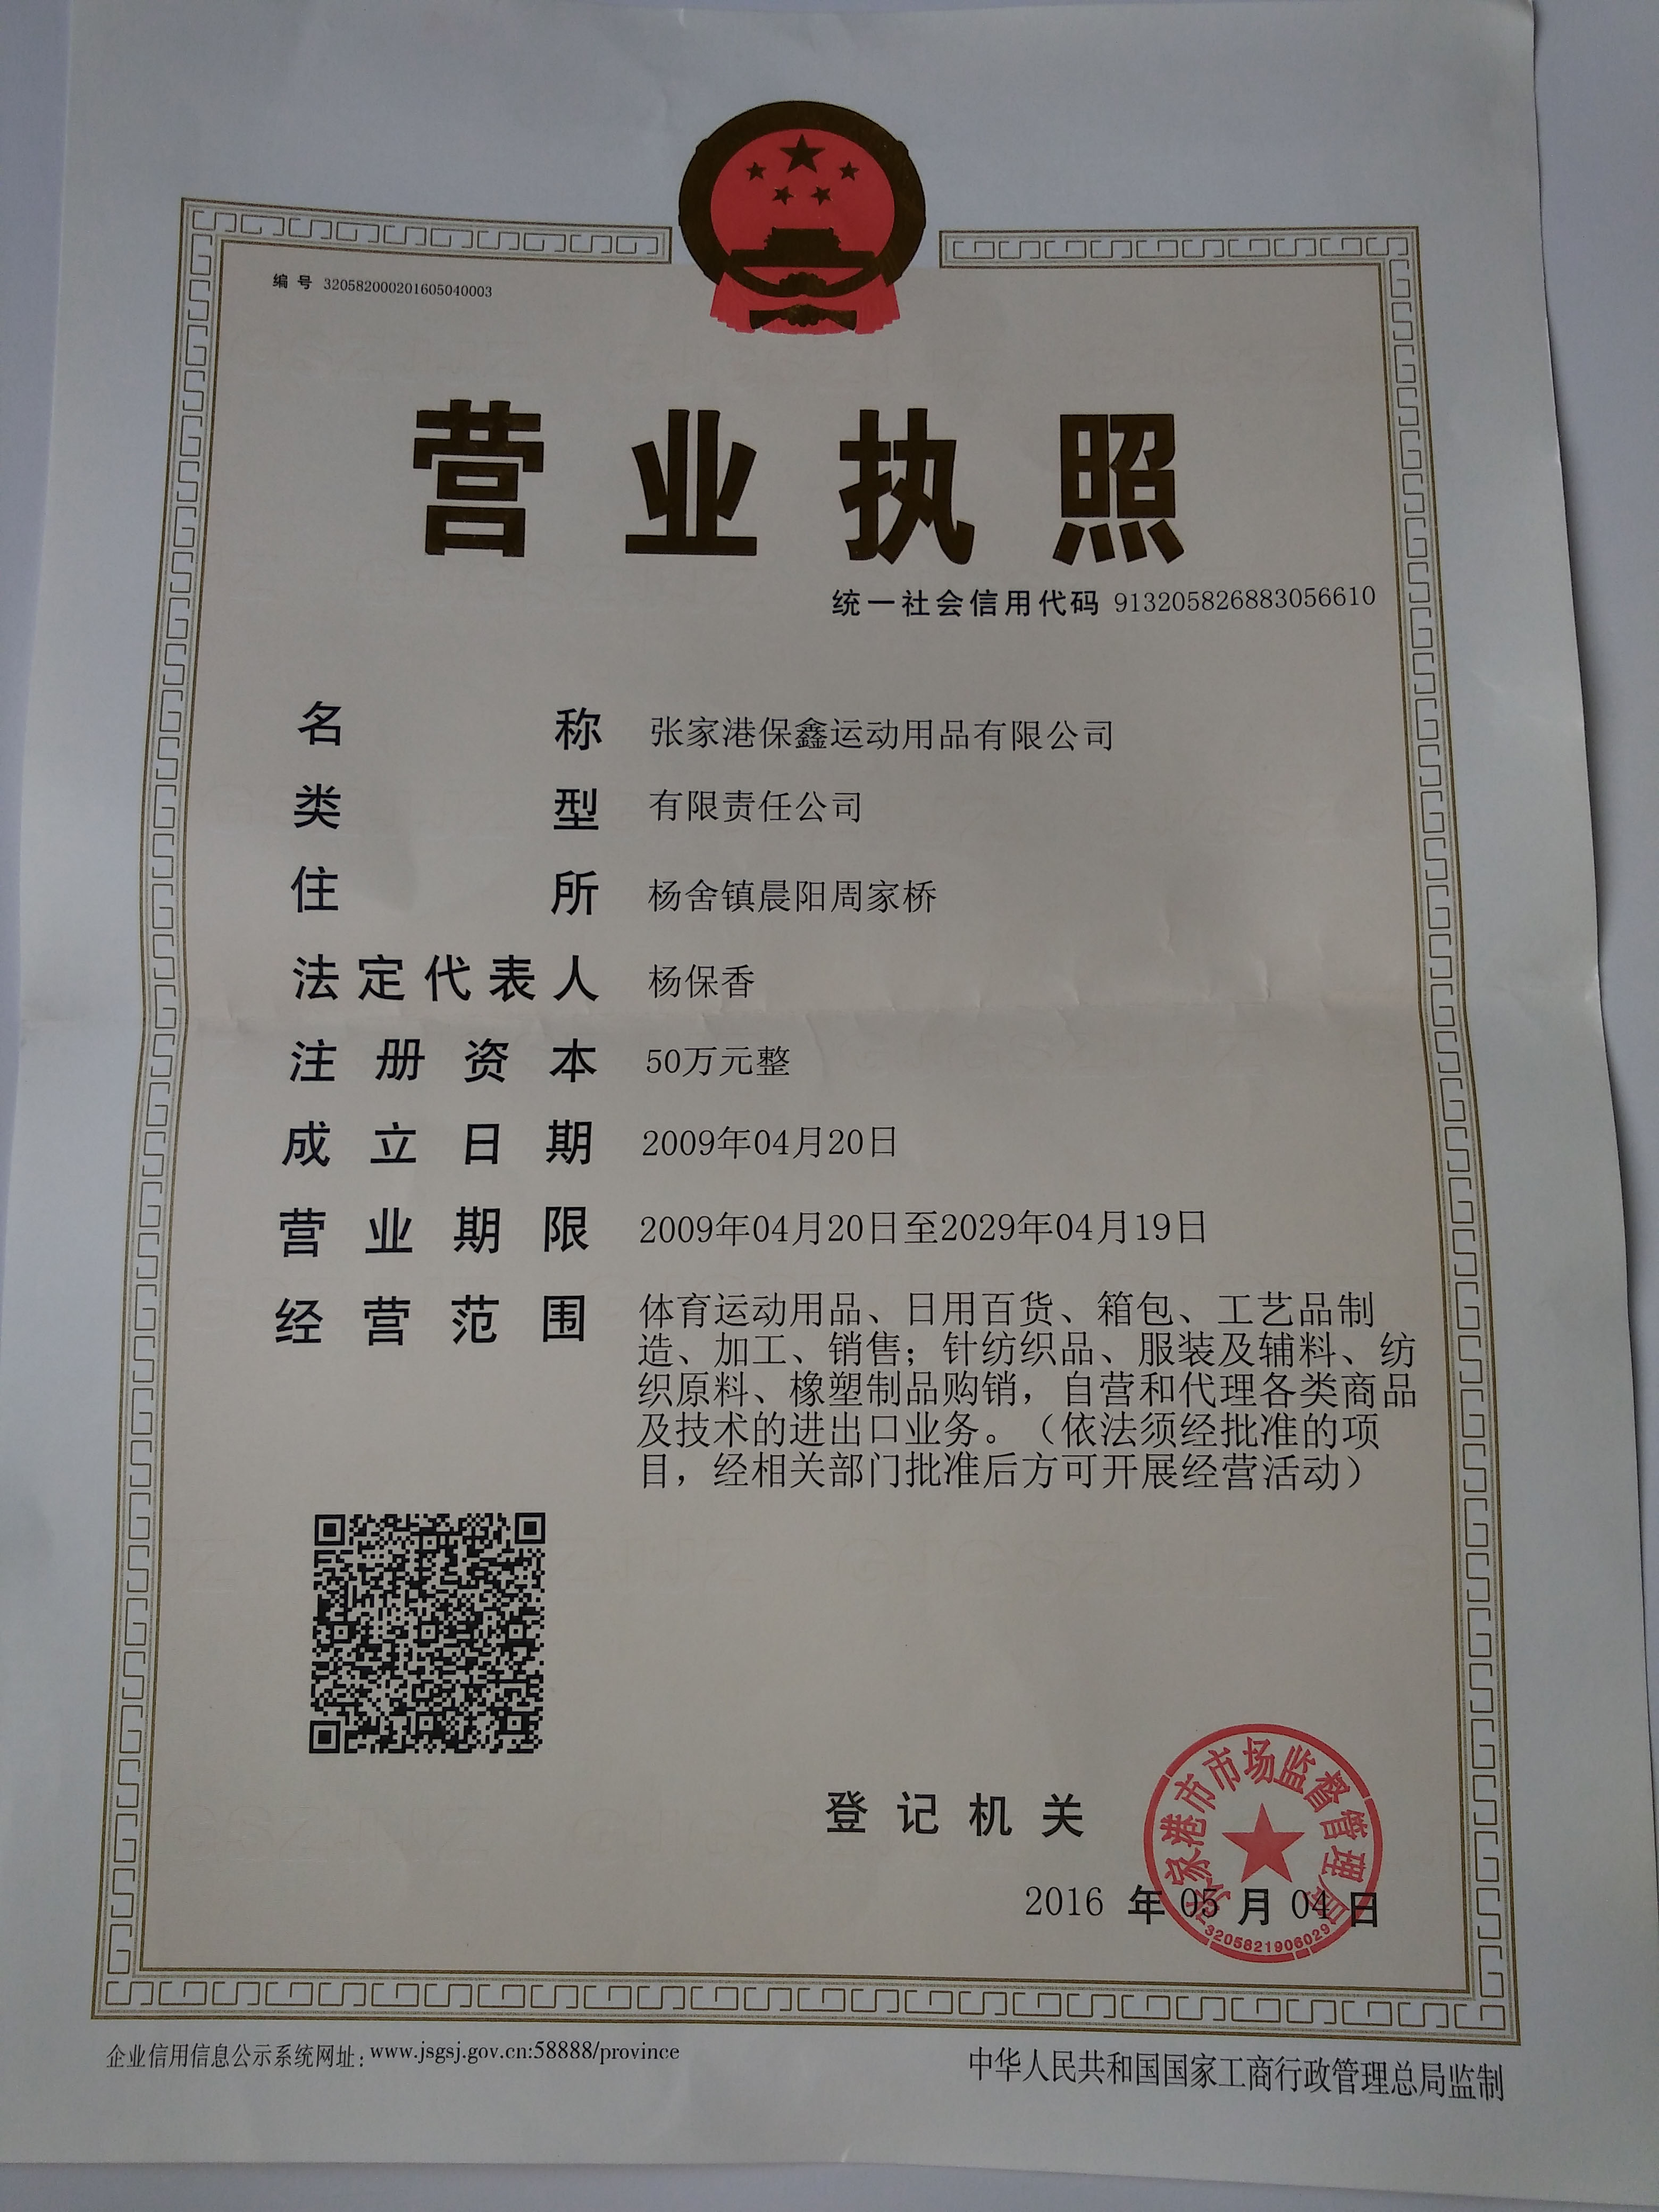 编号 320582000201605040003
营业执照
统一社会信用代码 913205826883056610
名称 张家港保鑫运动用品有限公司
类型 有限责任公司
住所 杨舍镇晨阳周家桥
法定代表人 杨保香
注册资本 50万元整
成立日期 2009年04月20日
营业期限 2009年04月20日至2029年04月19日
经营范围 体育运动用品、日用百货、箱包、工艺品制
造、加工、销售；针纺织品、服装及辅料、纺
织原料、橡塑制品购销，自营和代理各类商品
及技术的进出口业务。（依法须经批准的项
目，经相关部门批准后方可开展经营活动）
登记机关
张家港市市场监督管理局
2016 年 05 月 04 日
3205821906029
企业信用信息公示系统网址：www.jsgsj.gov.cn:58888/province
中华人民共和国国家工商行政管理总局监制